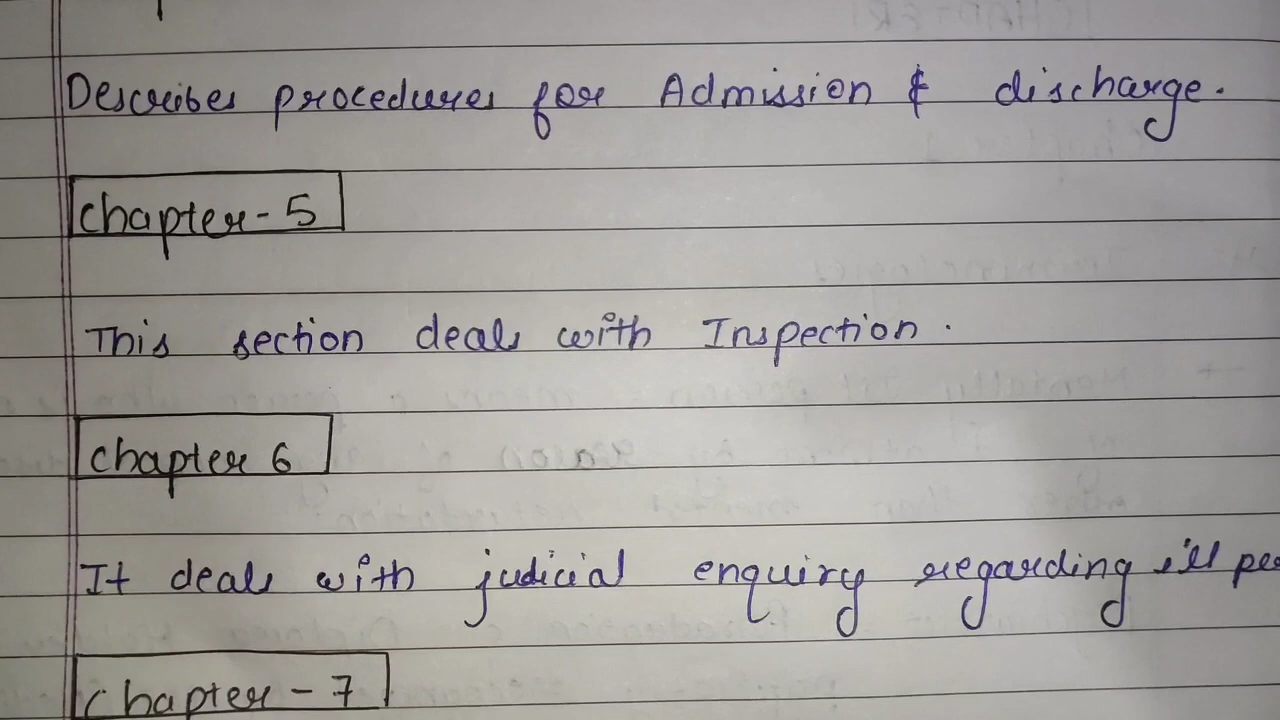 Describes procedures for Admission & discharge.
chapter-5
This section deals with Inspection.
chapter 6
It deals with judicial enquiry regarding ill
chapter - 7